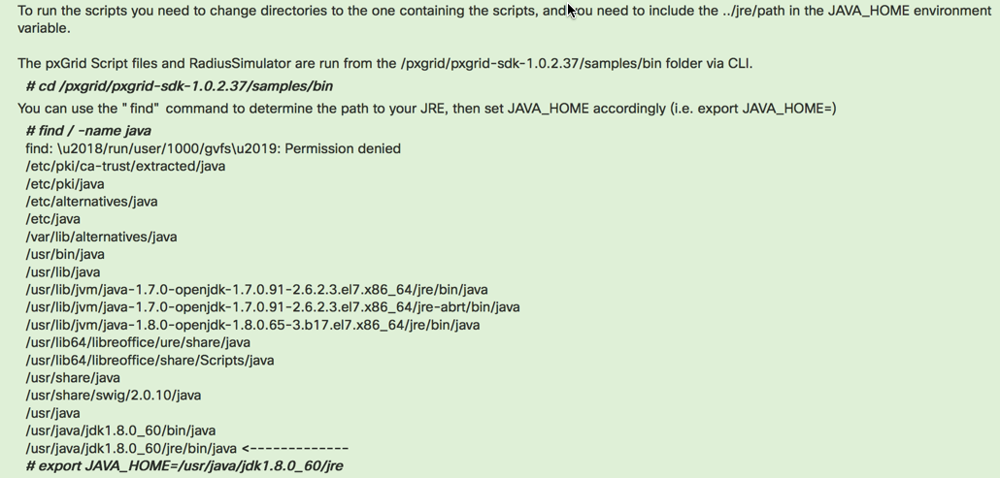 To run the scripts you need to change directories to the one containing the scripts, and you need to include the ../jre/path in the JAVA_HOME environment
variable.
The pxGrid Script files and RadiusSimulator are run from the /pxgrid/pxgrid-sdk-1.0.2.37/samples/bin folder via CLI.
# cd /pxgrid/pxgrid-sdk-1.0.2.37/samples/bin
You can use the "find" command to determine the path to your JRE, then set JAVA_HOME accordingly (i.e. export JAVA_HOME=)
# find / -name java
find: \u2018/run/user/1000/gvfs\u2019: Permission denied
/etc/pki/ca-trust/extracted/java
/etc/pki/java
/etc/alternatives/java
/etc/java
/var/lib/alternatives/java
/usr/bin/java
/usr/lib/java
/usr/lib/jvm/java-1.7.0-openjdk-1.7.0.91-2.6.2.3.el7.x86_64/jre/bin/java
/usr/lib/jvm/java-1.7.0-openjdk-1.7.0.91-2.6.2.3.el7.x86_64/jre-abrt/bin/java
/usr/lib/jvm/java-1.8.0-openjdk-1.8.0.65-3.b17.el7.x86_64/jre/bin/java
/usr/lib64/libreoffice/ure/share/java
/usr/lib64/libreoffice/share/Scripts/java
/usr/share/java
/usr/share/swig/2.0.10/java
/usr/java
/usr/java/jdk1.8.0_60/bin/java
/usr/java/jdk1.8.0_60/jre/bin/java <-------------
# export JAVA_HOME=/usr/java/jdk1.8.0_60/jre